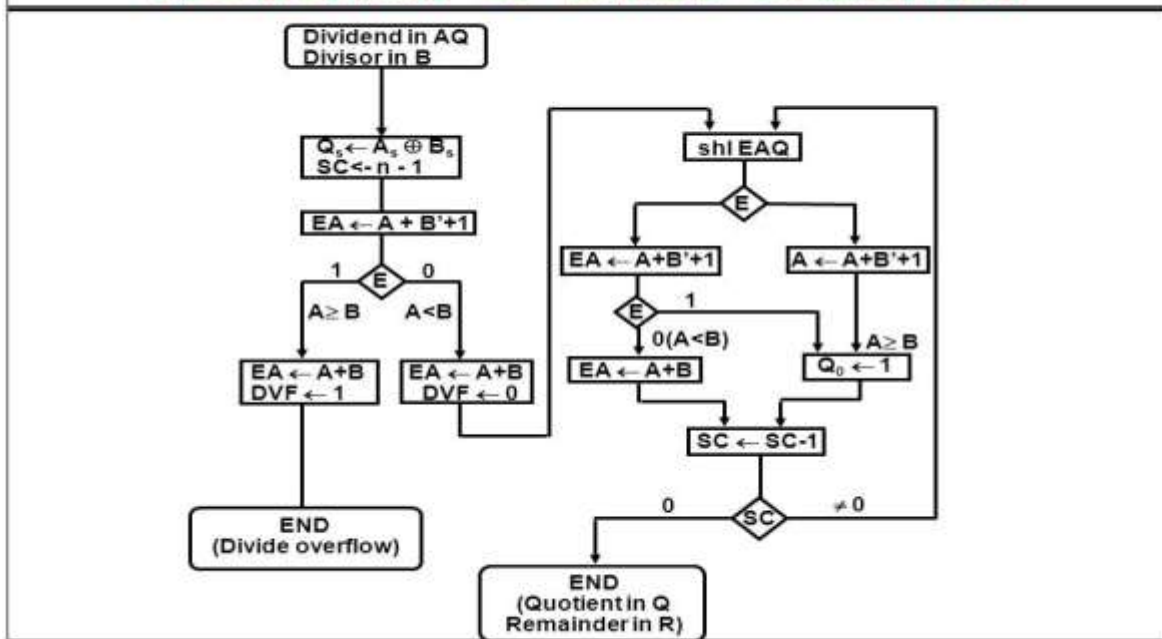 Dividend in AQ
Divisor in B
Qs ← As ⊕ Bs
SC<- n - 1
EA ← A + B'+1
E
1
0
A≥ B
A<B
EA ← A+B
DVF ← 1
EA ← A+B
DVF ← 0
END
(Divide overflow)
shl EAQ
E
EA ← A+B'+1
A ← A+B'+1
E
1
0(A<B)
A≥ B
EA ← A+B
Q0 ← 1
SC ← SC-1
0
SC
≠ 0
END
(Quotient in Q
Remainder in R)